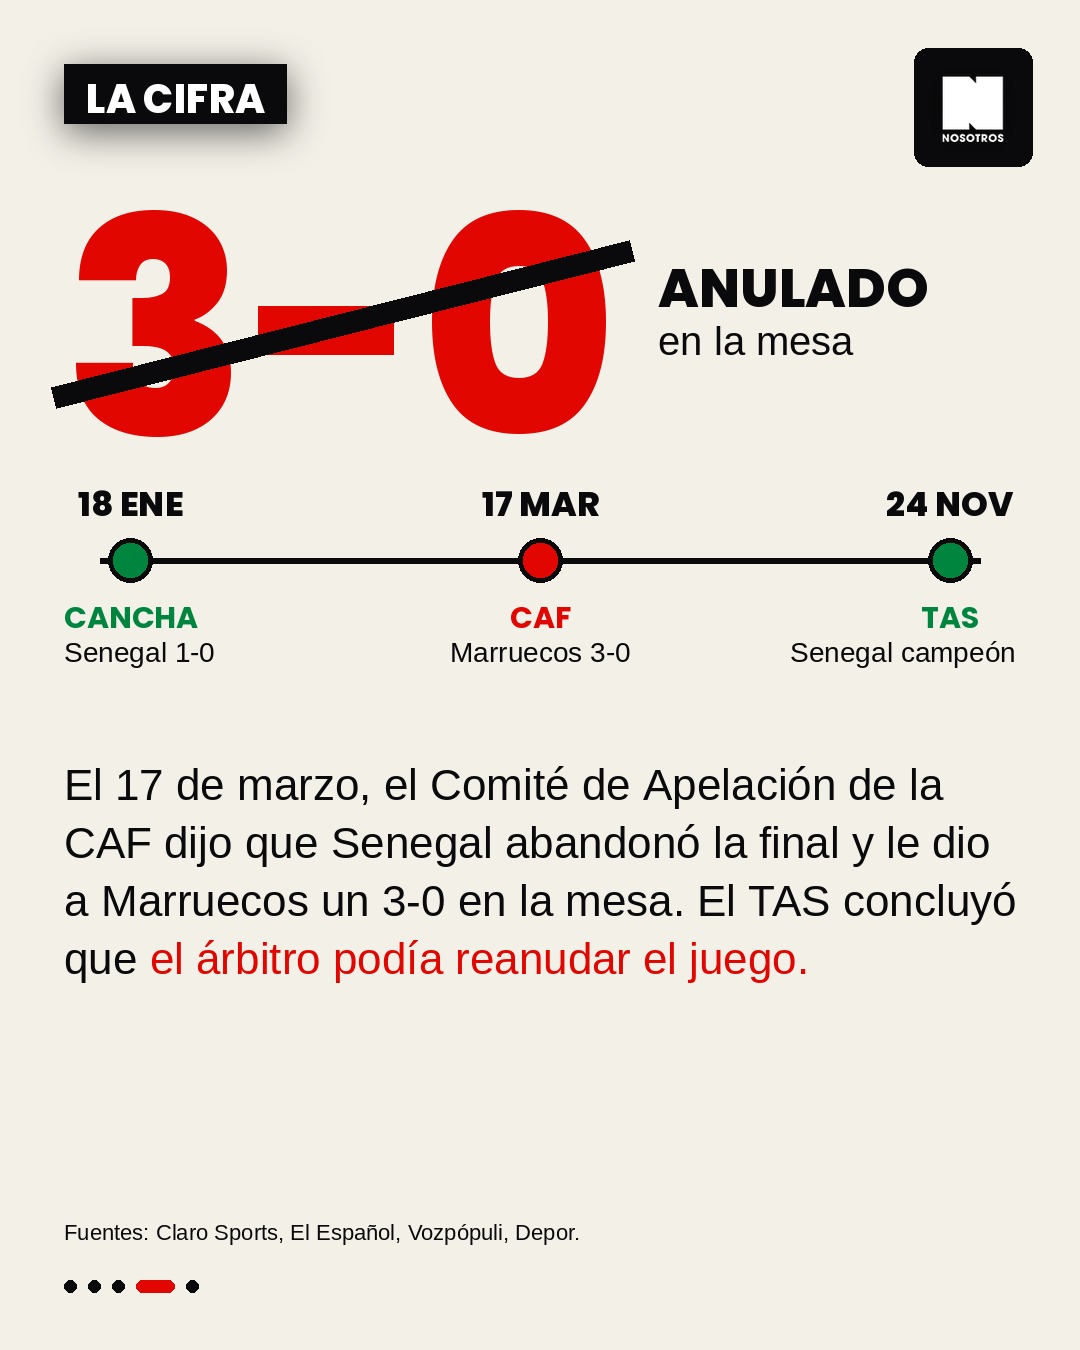 LA CIFRA
N
NOSOTROS
3-0
ANULADO
en la mesa
18 ENE
17 MAR
24 NOV
CANCHA
CAF
TAS
Senegal 1-0
Marruecos 3-0
Senegal campeón
El 17 de marzo, el Comité de Apelación de la
CAF dijo que Senegal abandonó la final y le dio
a Marruecos un 3-0 en la mesa. El TAS concluyó
que el árbitro podía reanudar el juego.
Fuentes: Claro Sports, El Español, Vozpópuli, Depor.